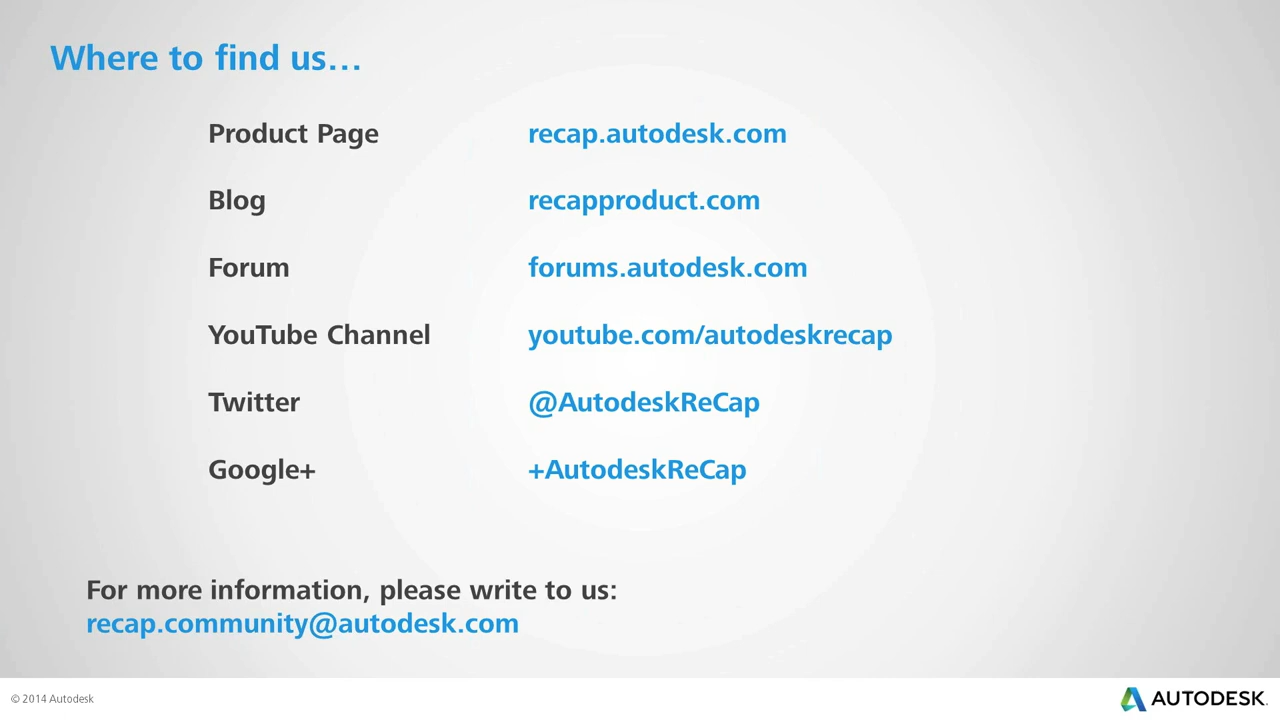 Where to find us…
Product Page recap.autodesk.com
Blog recapproduct.com
Forum forums.autodesk.com
YouTube Channel youtube.com/autodeskrecap
Twitter @AutodeskReCap
Google+ +AutodeskReCap
For more information, please write to us:
recap.community@autodesk.com
© 2014 Autodesk
AUTODESK.